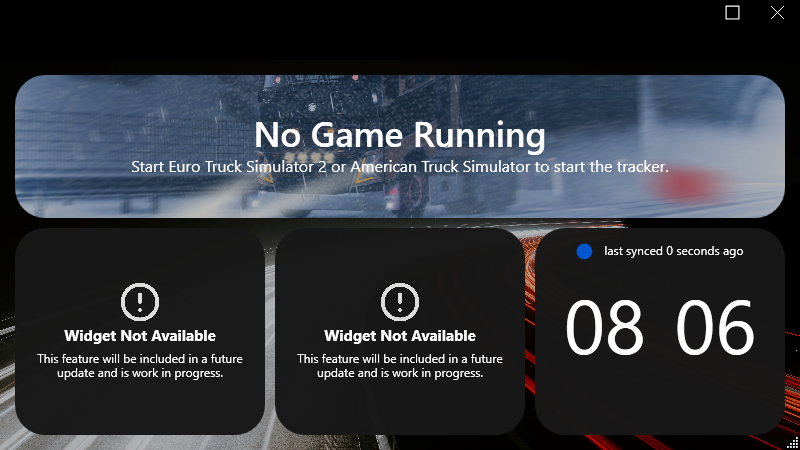 No Game Running
Start Euro Truck Simulator 2 or American Truck Simulator to start the tracker.
Widget Not Available
This feature will be included in a future
update and is work in progress.
Widget Not Available
This feature will be included in a future
update and is work in progress.
last synced 0 seconds ago
08 06